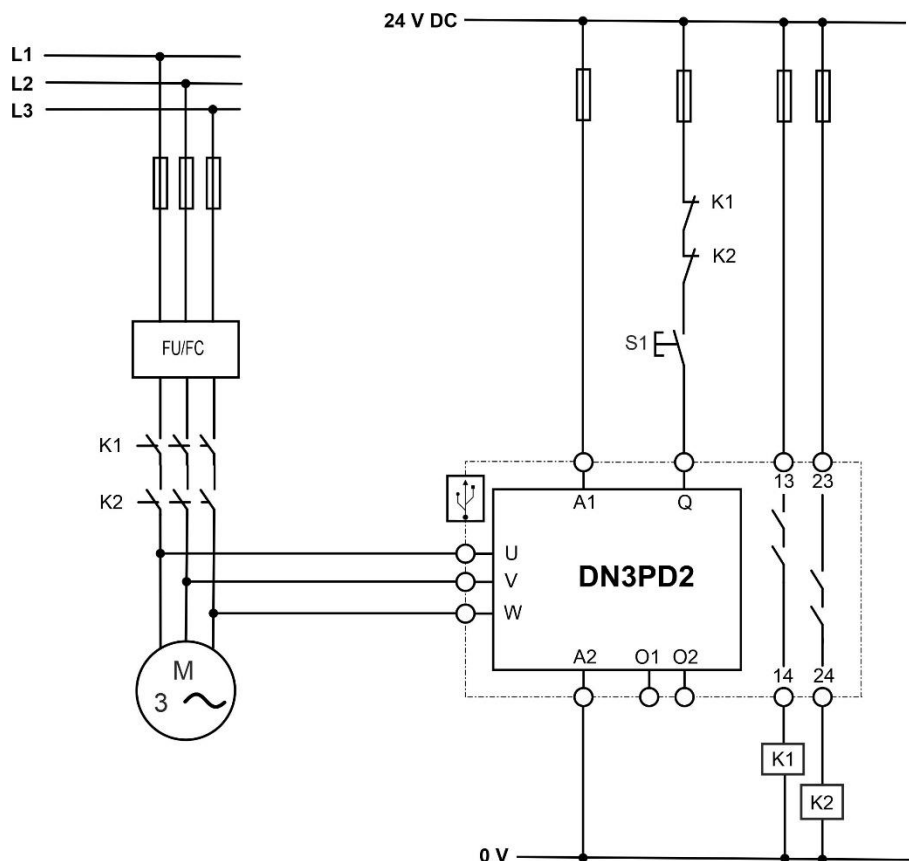 24 V DC
L1
L2
L3
K1
K2
FU/FC
S1
K1
K2
13 23
A1 Q
U
V
W
DN3PD2
A2 O1 O2
14 24
M
3
K1
K2
0 V